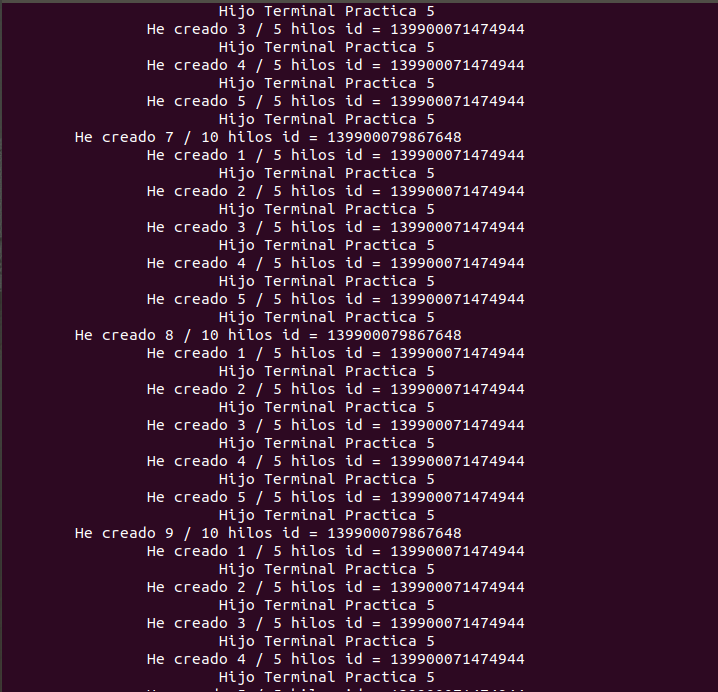 Hijo Terminal Practica 5
He creado 3 / 5 hilos id = 139900071474944
Hijo Terminal Practica 5
He creado 4 / 5 hilos id = 139900071474944
Hijo Terminal Practica 5
He creado 5 / 5 hilos id = 139900071474944
Hijo Terminal Practica 5
He creado 7 / 10 hilos id = 139900079867648
He creado 1 / 5 hilos id = 139900071474944
Hijo Terminal Practica 5
He creado 2 / 5 hilos id = 139900071474944
Hijo Terminal Practica 5
He creado 3 / 5 hilos id = 139900071474944
Hijo Terminal Practica 5
He creado 4 / 5 hilos id = 139900071474944
Hijo Terminal Practica 5
He creado 5 / 5 hilos id = 139900071474944
Hijo Terminal Practica 5
He creado 8 / 10 hilos id = 139900079867648
He creado 1 / 5 hilos id = 139900071474944
Hijo Terminal Practica 5
He creado 2 / 5 hilos id = 139900071474944
Hijo Terminal Practica 5
He creado 3 / 5 hilos id = 139900071474944
Hijo Terminal Practica 5
He creado 4 / 5 hilos id = 139900071474944
Hijo Terminal Practica 5
He creado 5 / 5 hilos id = 139900071474944
Hijo Terminal Practica 5
He creado 9 / 10 hilos id = 139900079867648
He creado 1 / 5 hilos id = 139900071474944
Hijo Terminal Practica 5
He creado 2 / 5 hilos id = 139900071474944
Hijo Terminal Practica 5
He creado 3 / 5 hilos id = 139900071474944
Hijo Terminal Practica 5
He creado 4 / 5 hilos id = 139900071474944
Hijo Terminal Practica 5